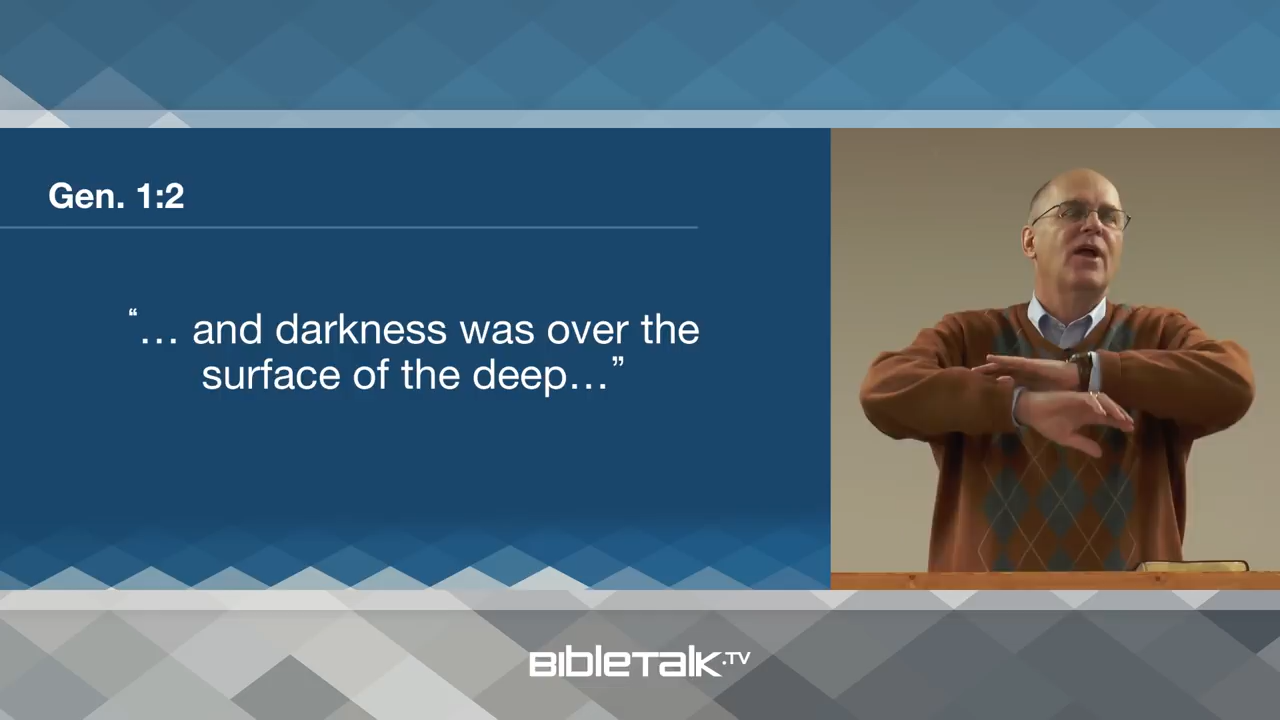 Gen. 1:2
“… and darkness was over the
surface of the deep…”
BibleTalk.TV